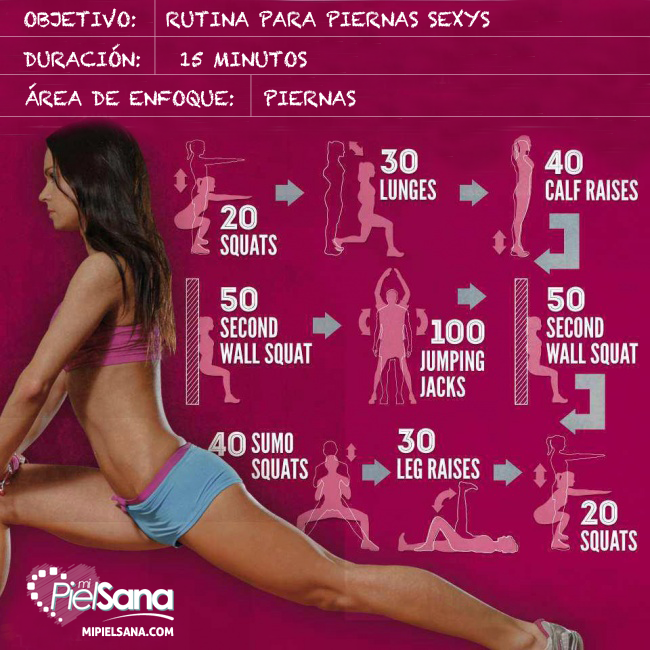 OBJETIVO: RUTINA PARA PIERNAS SEXYS
DURACIÓN: 15 MINUTOS
ÁREA DE ENFOQUE: PIERNAS
20
SQUATS
30
LUNGES
40
CALF RAISES
50
SECOND
WALL SQUAT
100
JUMPING
JACKS
50
SECOND
WALL SQUAT
40 SUMO
SQUATS
30
LEG RAISES
20
SQUATS
mi
PielSana
MIPIELSANA.COM